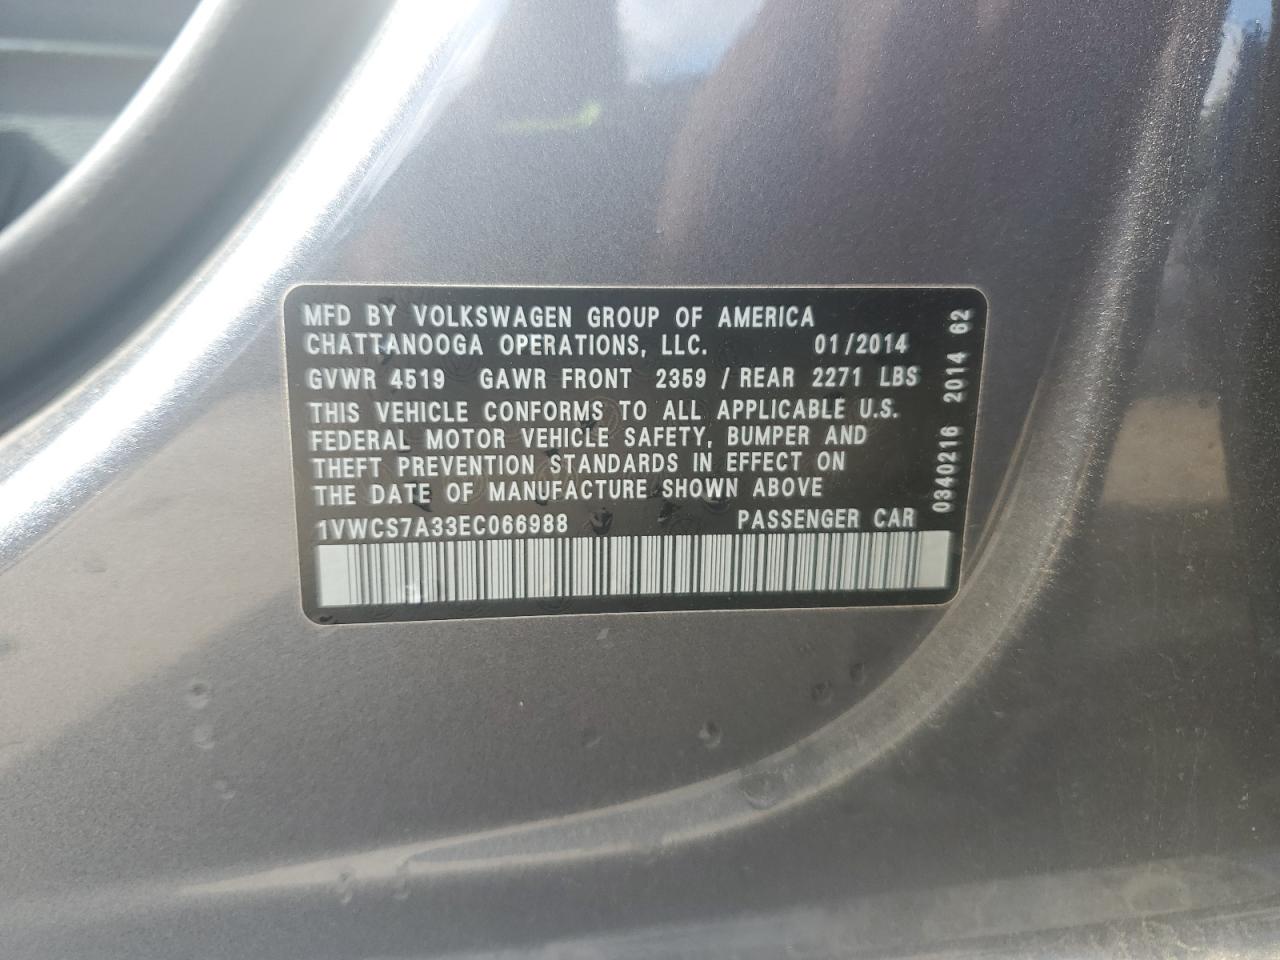 MFD BY VOLKSWAGEN GROUP OF AMERICA
CHATTANOOGA OPERATIONS, LLC. 01/2014
GVWR 4519 GAWR FRONT 2359 / REAR 2271 LBS
THIS VEHICLE CONFORMS TO ALL APPLICABLE U.S.
FEDERAL MOTOR VEHICLE SAFETY, BUMPER AND
THEFT PREVENTION STANDARDS IN EFFECT ON
THE DATE OF MANUFACTURE SHOWN ABOVE
1VWCS7A33EC066988 PASSENGER CAR
0340216 2014 62